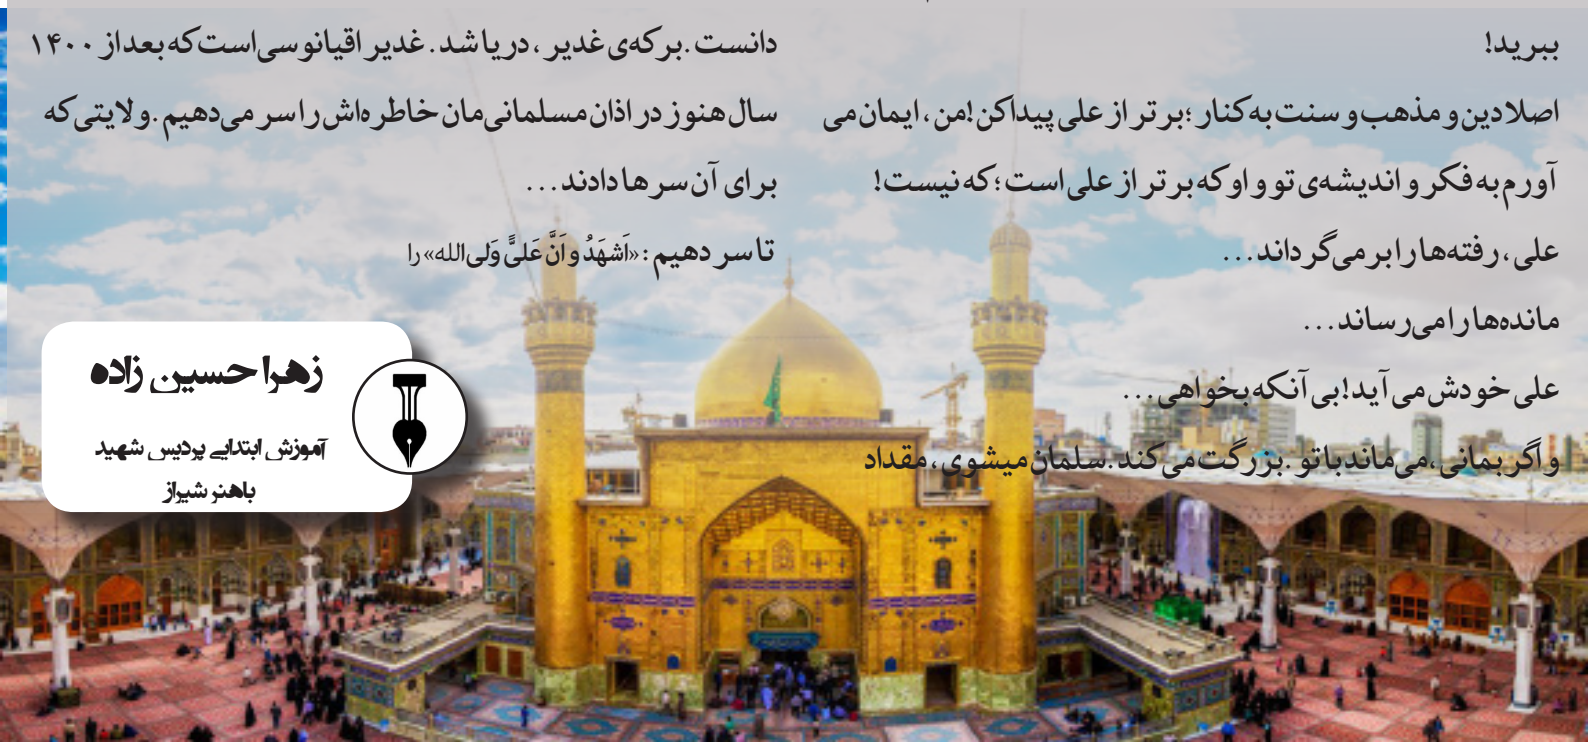 ببرید!
اصلا دین و مذهب و سنت به کنار ؛برتر از علی پیدا کن !من ، ایمان می
آورم به فکر و اندیشه‌ی تو و او که برتر از علی است ؛که نیست !
علی ، رفته‌ها را بر می‌گرداند ...
مانده‌ها را می‌رساند ...
علی خودش می آید! بی آنکه بخواهی ...
و اگر بمانی، می‌ماند با تو . بزرگت می‌کند .سلمان میشوی ، مقداد
دانست .برکه‌ی غدیر ، دریا شد . غدیر اقیانوسی است که بعد از ۱۴۰۰
سال هنوز در اذان مسلمانی‌مان خاطره‌اش را سر می‌دهیم .ولایتی که
برای آن سرها دادند ...
تا سر دهیم : «اَشهَدُ و اَنَّ عَلیًّ وَلی‌الله» را
زهرا حسین زاده
آموزش ابتدایی پردیس شهید
باهنر شیراز